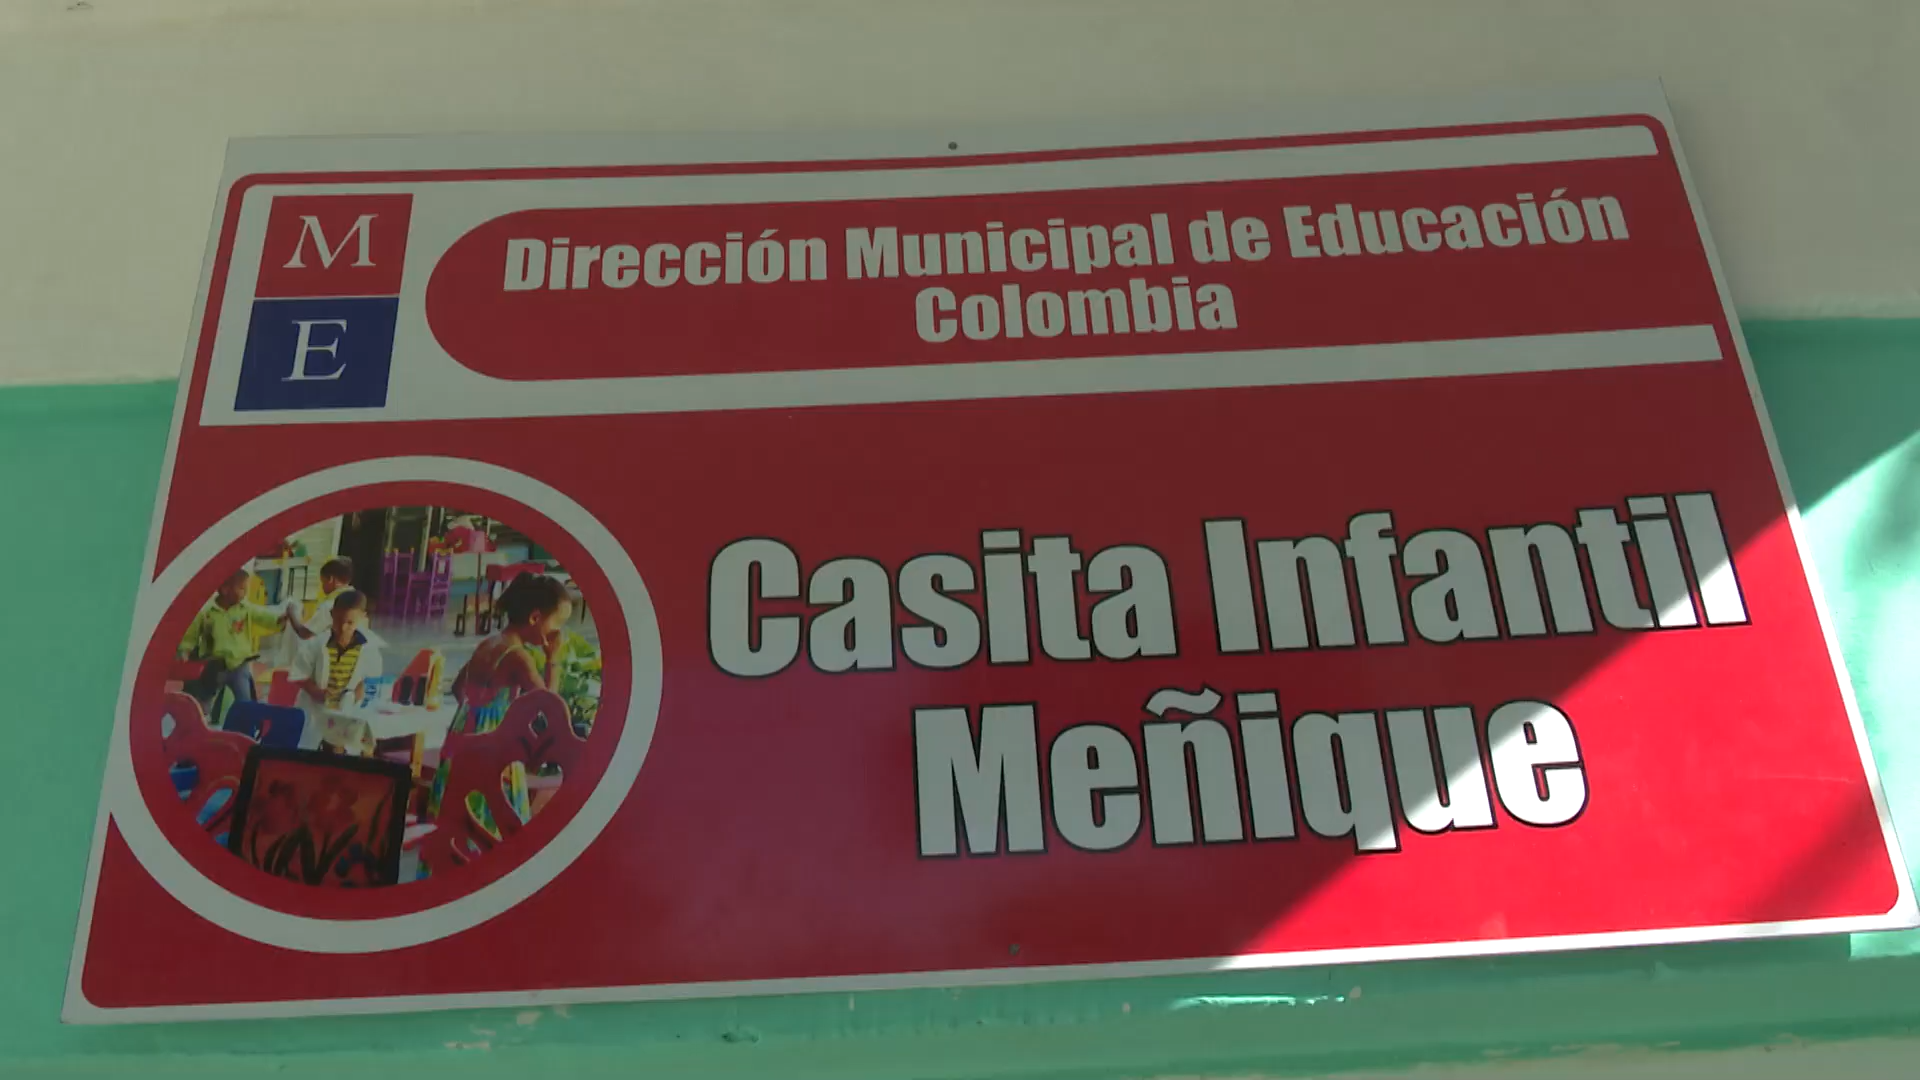 M
E
Dirección Municipal de Educación
Colombia
Casita Infantil
Meñique